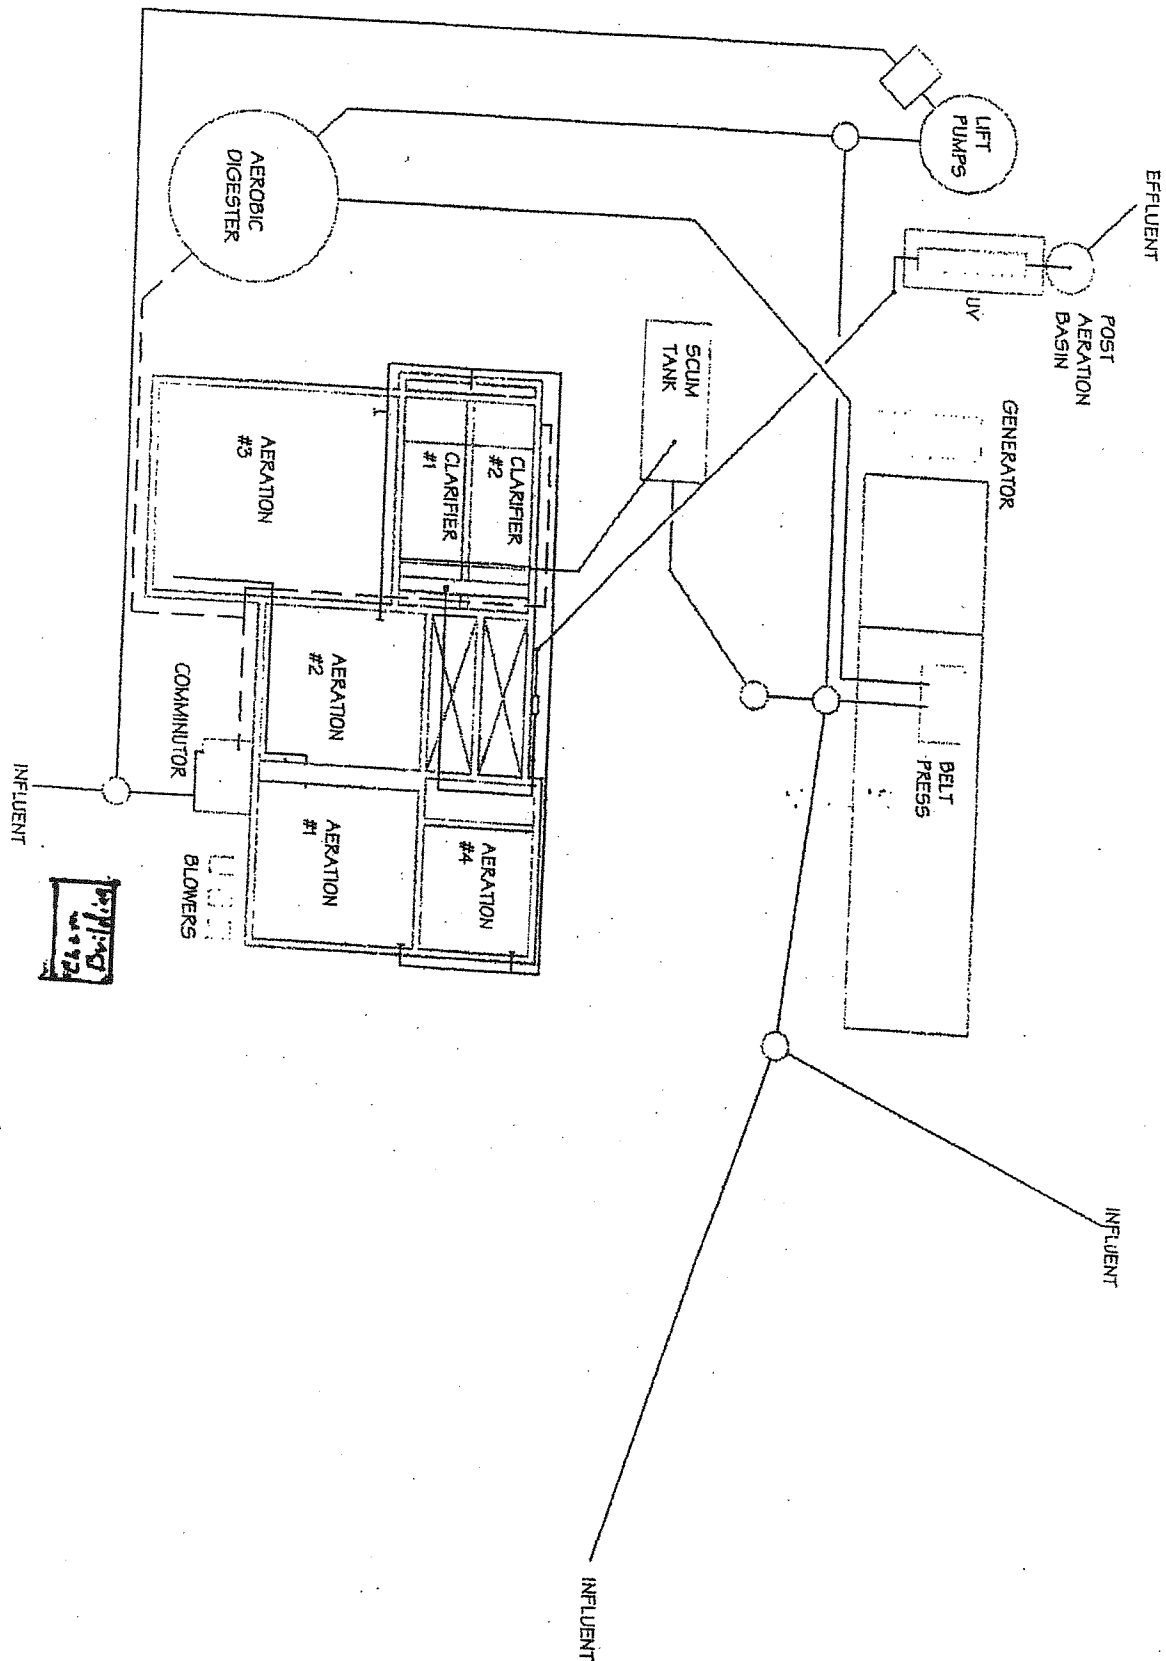 EFFLUENT
POST
AERATION
BASIN
UV
LIFT
PUMPS
GENERATOR
BELT
PRESS
INFLUENT
SCUM
TANK
AEROBIC
DIGESTER
CLARIFIER
#2
CLARIFIER
#1
AERATION
#3
AERATION
#2
AERATION
#4
AERATION
#1
COMMINUTOR
BLOWERS
INFLUENT
INFLUENT